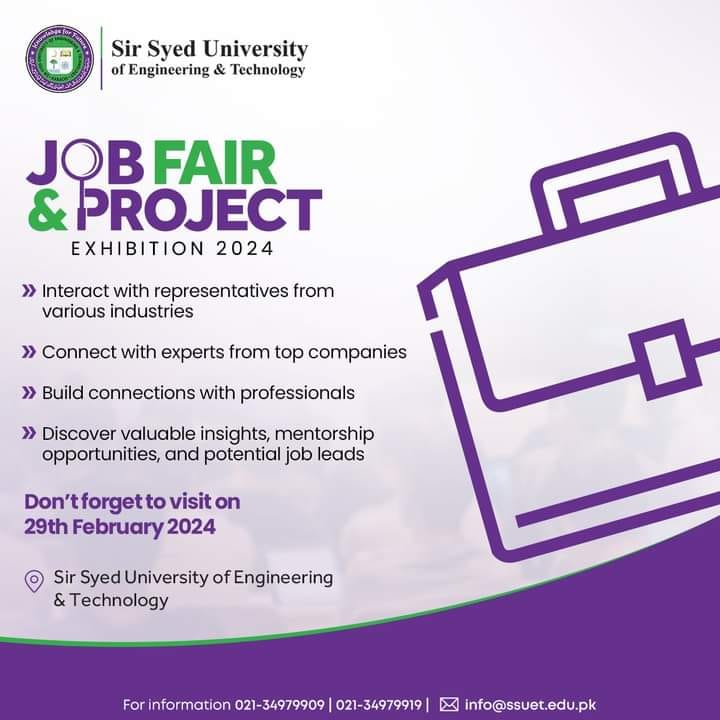 Knowledge for Future
Sir Syed University
of Engineering & Technology
JOB FAIR
& PROJECT
EXHIBITION 2024
» Interact with representatives from
various industries
» Connect with experts from top companies
» Build connections with professionals
» Discover valuable insights, mentorship
opportunities, and potential job leads
Don't forget to visit on
29th February 2024
Sir Syed University of Engineering
& Technology
For information 021-34979909 | 021-34979919 | info@ssuet.edu.pk